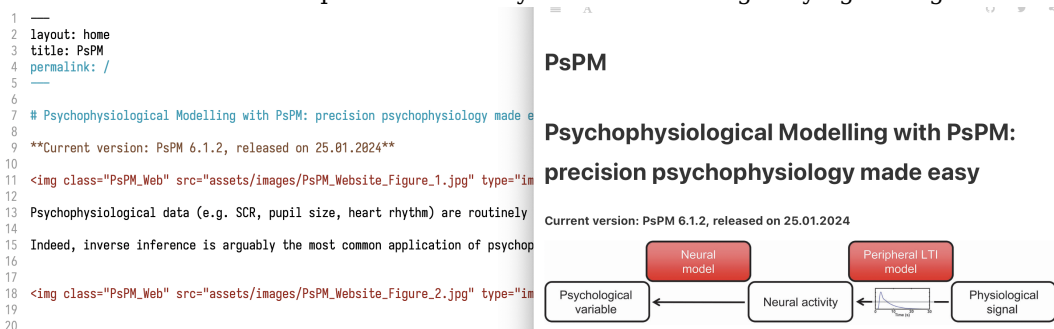 1 ---
2 layout: home
3 title: PsPM
4 permalink: /
5 ---
6
7 # Psychophysiological Modelling with PsPM: precision psychophysiology made e
8
9 **Current version: PsPM 6.1.2, released on 25.01.2024**
10
11 <img class="PsPM_Web" src="assets/images/PsPM_Website_Figure_1.jpg" type="im
12
13 Psychophysiological data (e.g. SCR, pupil size, heart rhythm) are routinely
14
15 Indeed, inverse inference is arguably the most common application of psychop
16
17
18 <img class="PsPM_Web" src="assets/images/PsPM_Website_Figure_2.jpg" type="im
19
20
PsPM
Psychophysiological Modelling with PsPM:
precision psychophysiology made easy
Current version: PsPM 6.1.2, released on 25.01.2024
Neural
model
Peripheral LTI
model
Psychological
variable
Neural activity
Time (s)
Physiological
signal